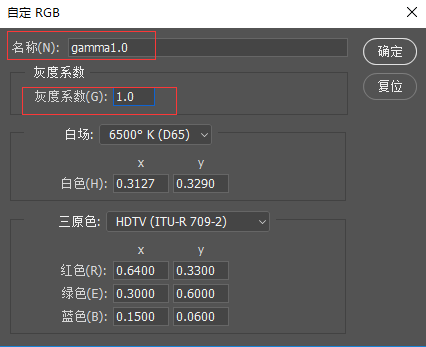 自定 RGB
名称(N): gamma1.0
确定
复位
灰度系数
灰度系数(G): 1.0
白场: 6500° K (D65)
x y
白色(H): 0.3127 0.3290
三原色: HDTV (ITU-R 709-2)
x y
红色(R): 0.6400 0.3300
绿色(E): 0.3000 0.6000
蓝色(B): 0.1500 0.0600